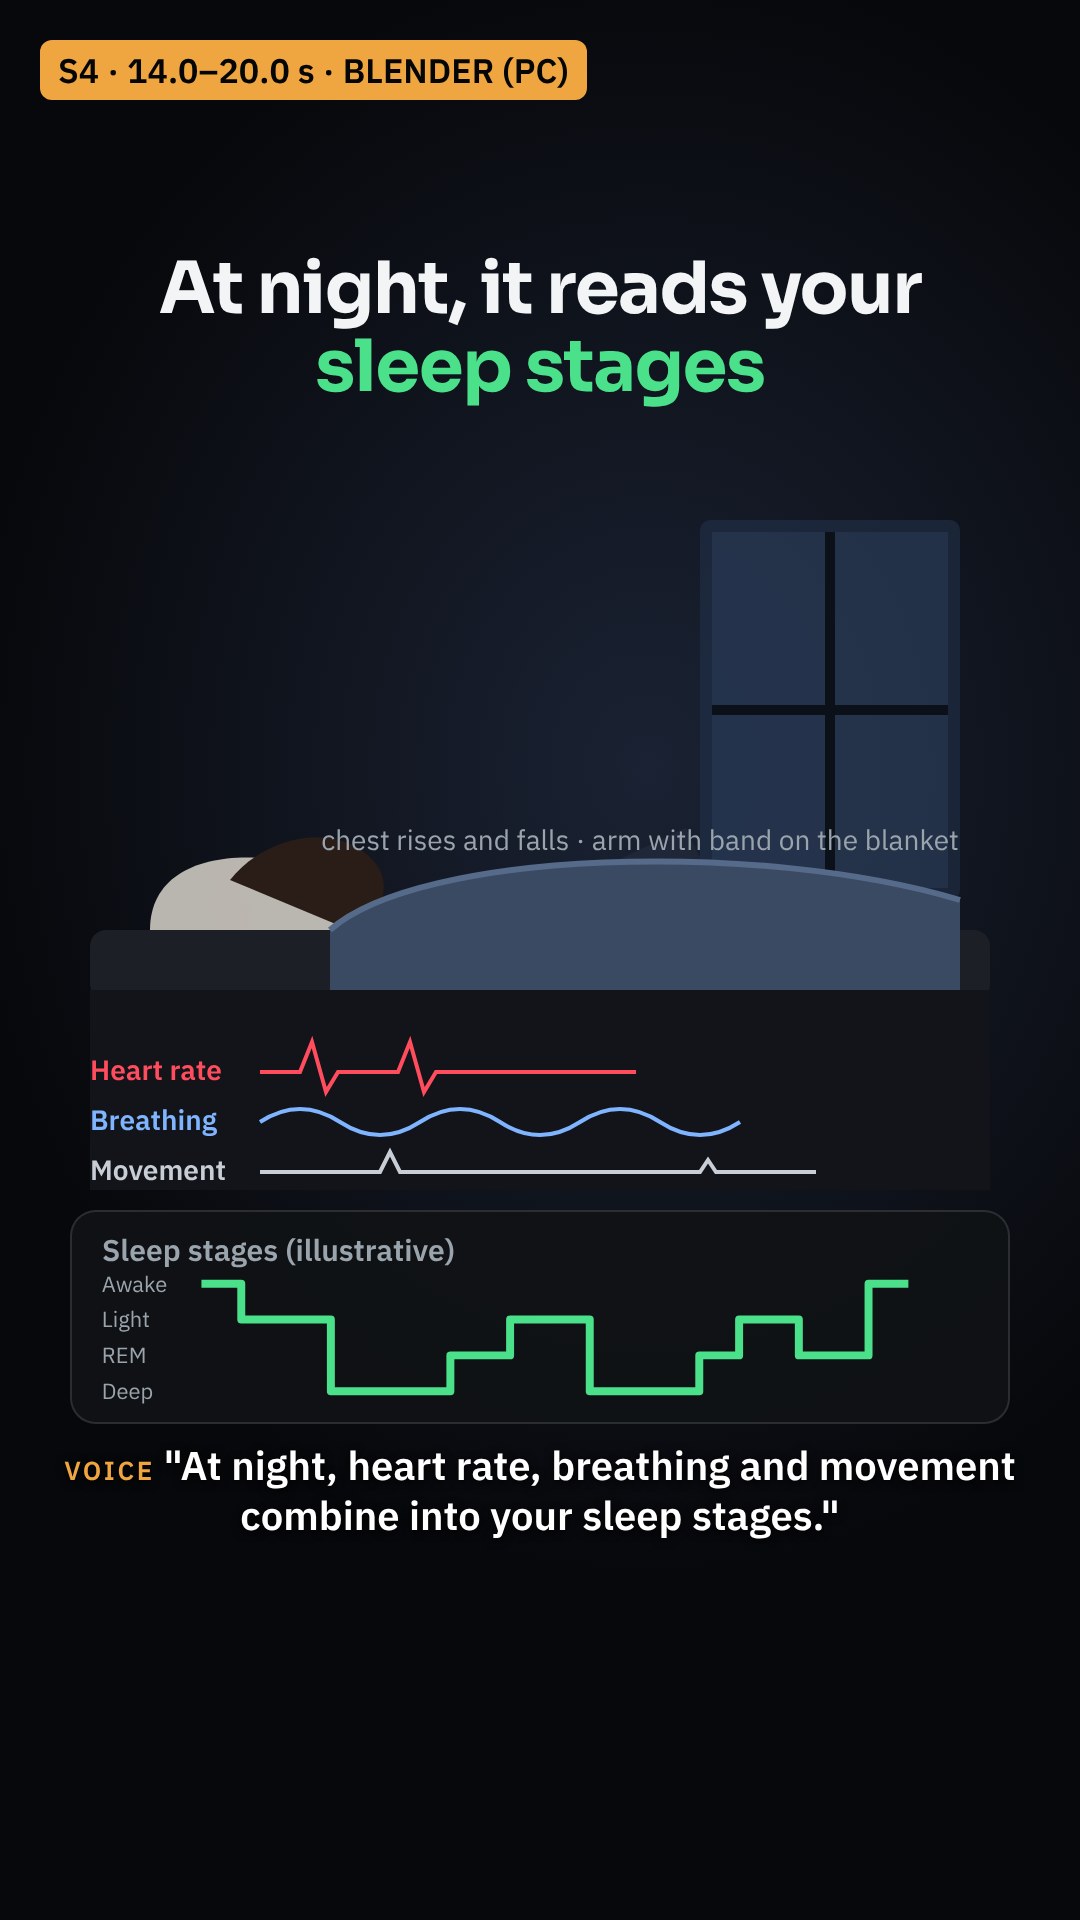 S4 · 14.0–20.0 s · BLENDER (PC)
At night, it reads your
sleep stages
chest rises and falls · arm with band on the blanket
Heart rate
Breathing
Movement
Sleep stages (illustrative)
Awake
Light
REM
Deep
VOICE "At night, heart rate, breathing and movement
combine into your sleep stages."